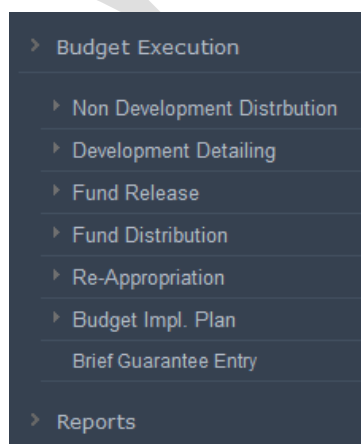 Budget Execution
Non Development Distrbution
Development Detailing
Fund Release
Fund Distribution
Re-Appropriation
Budget Impl. Plan
Brief Guarantee Entry
Reports